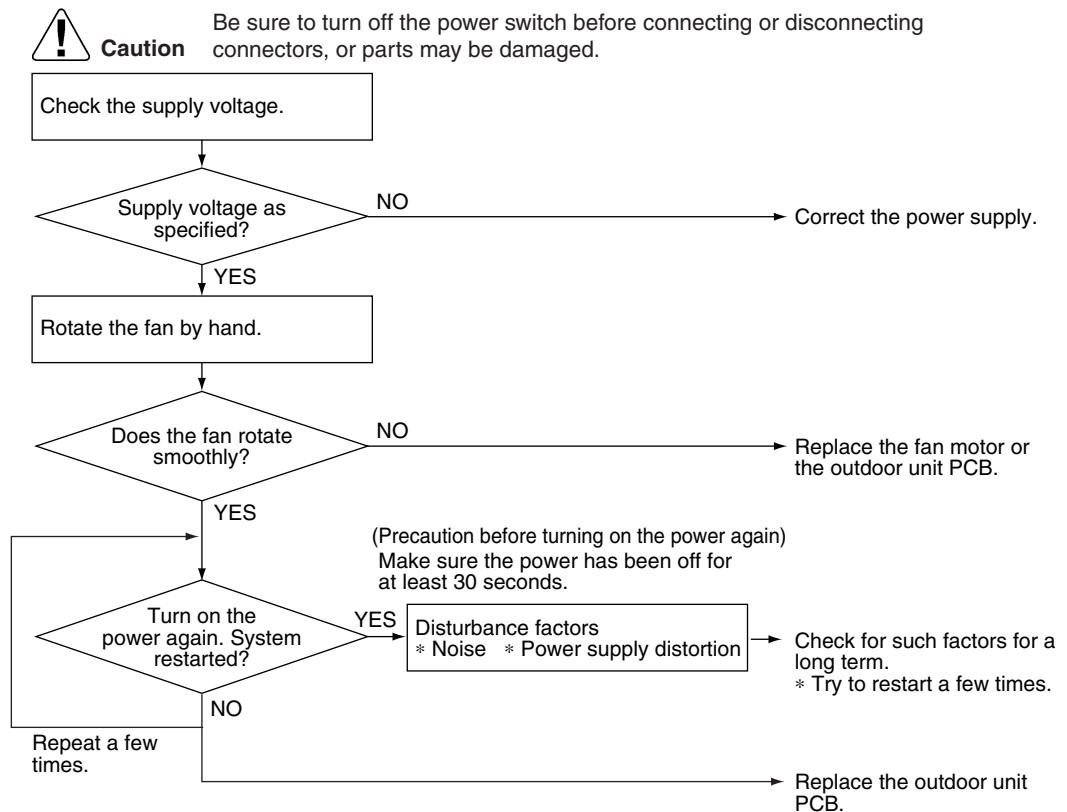 Be sure to turn off the power switch before connecting or disconnecting
Caution connectors, or parts may be damaged.
Check the supply voltage.
Supply voltage as
specified?
NO
Correct the power supply.
YES
Rotate the fan by hand.
Does the fan rotate
smoothly?
NO
Replace the fan motor or
the outdoor unit PCB.
YES
(Precaution before turning on the power again)
Make sure the power has been off for
at least 30 seconds.
Turn on the
power again. System
restarted?
YES
Disturbance factors
* Noise * Power supply distortion
Check for such factors for a
long term.
* Try to restart a few times.
NO
Repeat a few
times.
Replace the outdoor unit
PCB.